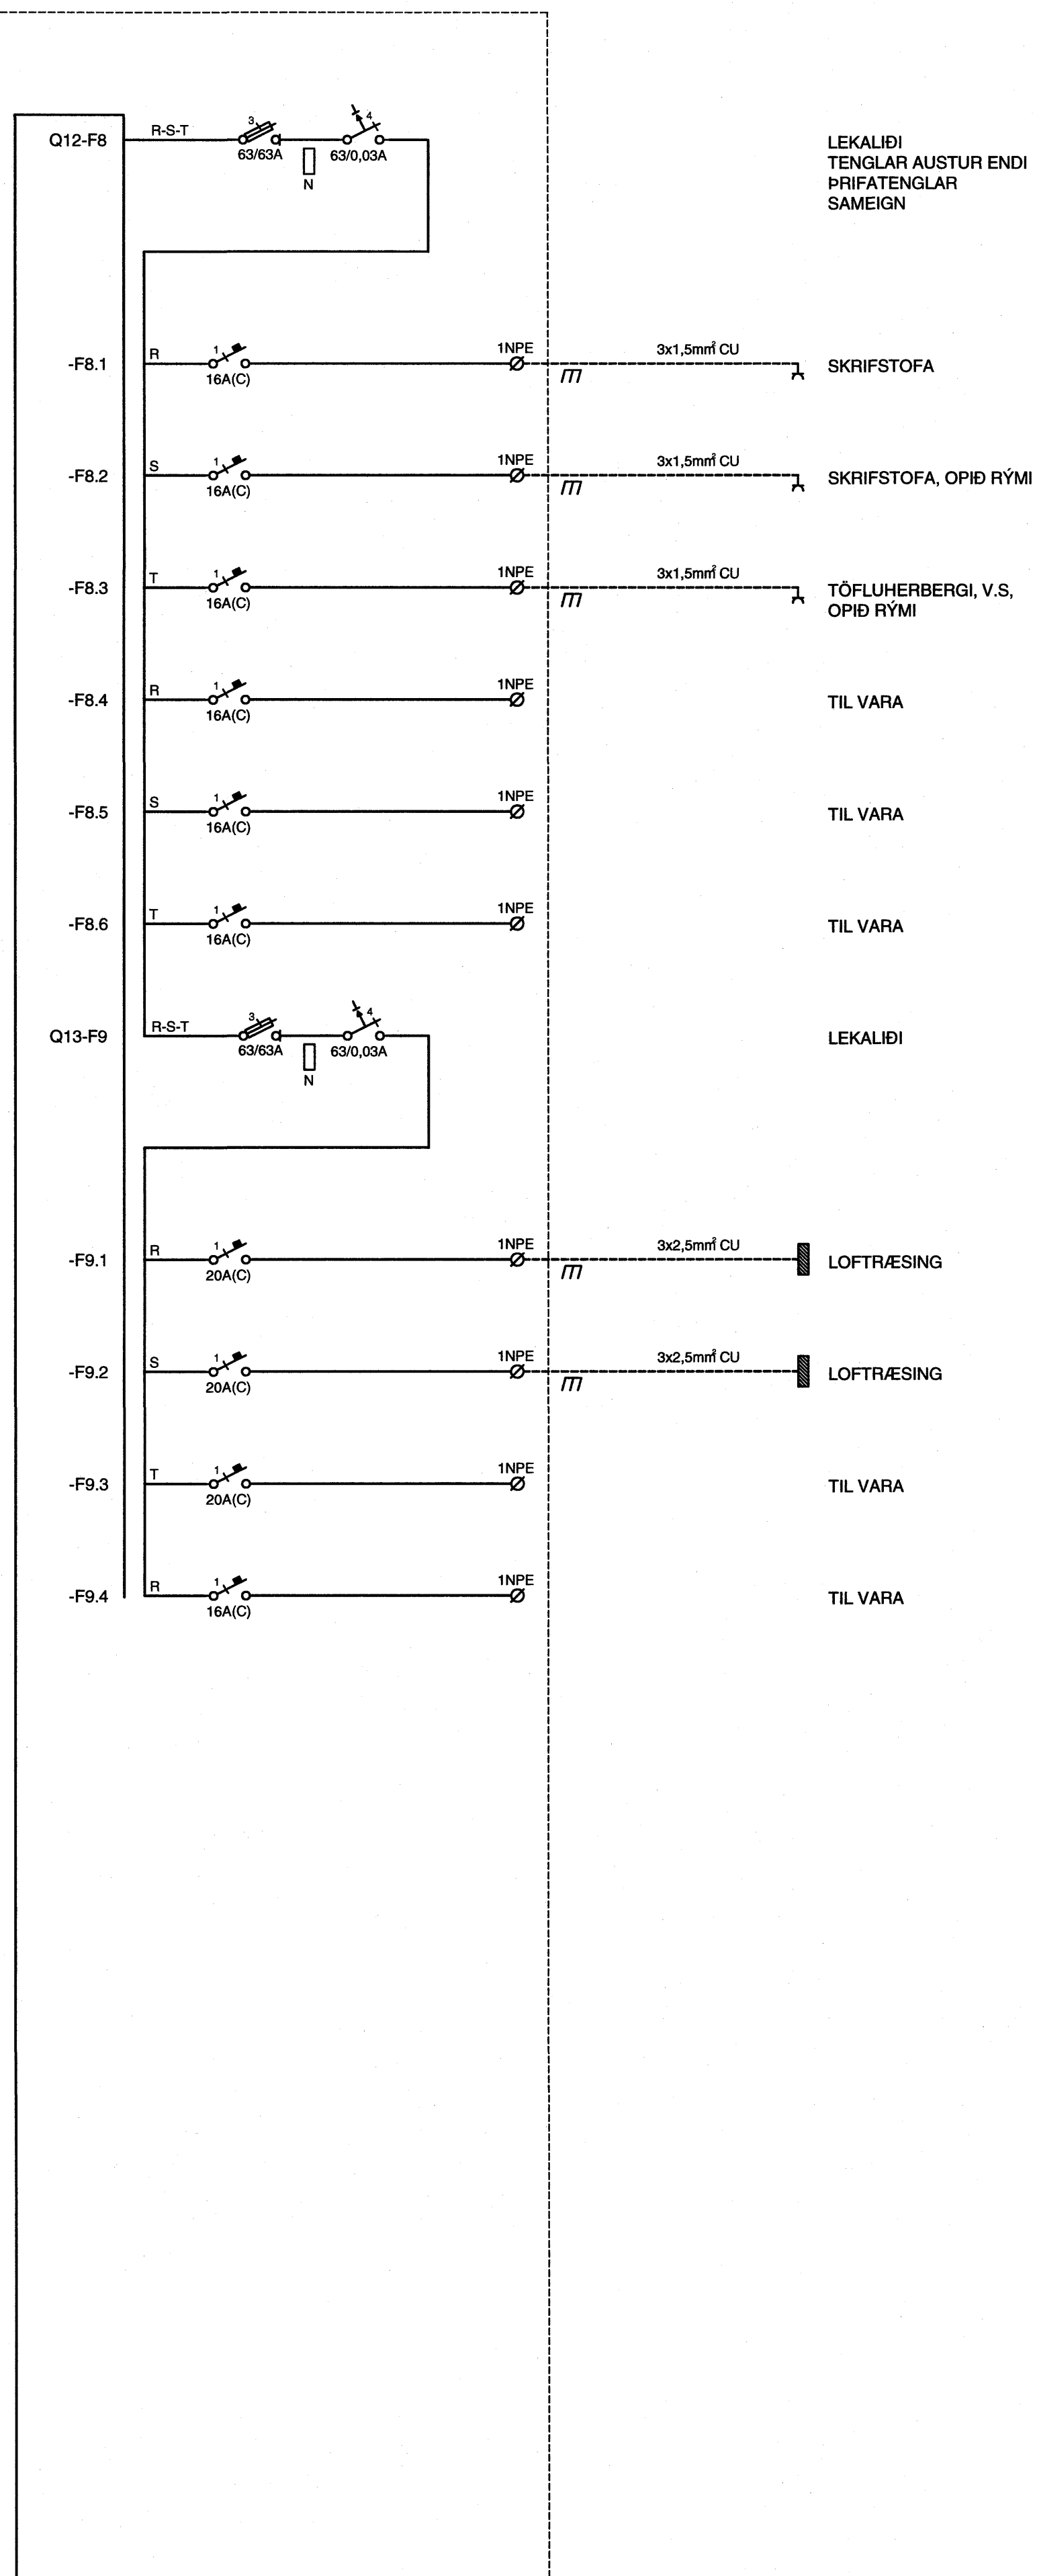 Q12-F8 R-S-T 3 63/63A N 4 63/0,03A LEKALIÐI
TENGLAR AUSTUR ENDI
ÞRIFATENGLAR
SAMEIGN
-F8.1 R 1 16A(C) 1NPE 3x1,5mm² CU SKRIFSTOFA
-F8.2 S 1 16A(C) 1NPE 3x1,5mm² CU SKRIFSTOFA, OPIÐ RÝMI
-F8.3 T 1 16A(C) 1NPE 3x1,5mm² CU TÖFLUHERBERGI, V.S,
OPIÐ RÝMI
-F8.4 R 1 16A(C) 1NPE TIL VARA
-F8.5 S 1 16A(C) 1NPE TIL VARA
-F8.6 T 1 16A(C) 1NPE TIL VARA
Q13-F9 R-S-T 3 63/63A N 4 63/0,03A LEKALIÐI
-F9.1 R 1 20A(C) 1NPE 3x2,5mm² CU LOFTRÆSING
-F9.2 S 1 20A(C) 1NPE 3x2,5mm² CU LOFTRÆSING
-F9.3 T 1 20A(C) 1NPE TIL VARA
-F9.4 R 1 16A(C) 1NPE TIL VARA